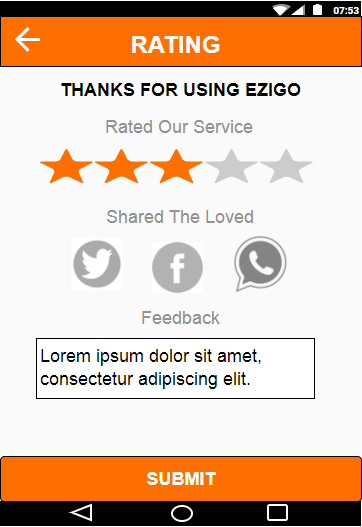 07:53
RATING
THANKS FOR USING EZIGO
Rated Our Service
Shared The Loved
Feedback
Lorem ipsum dolor sit amet,
consectetur adipiscing elit.
SUBMIT